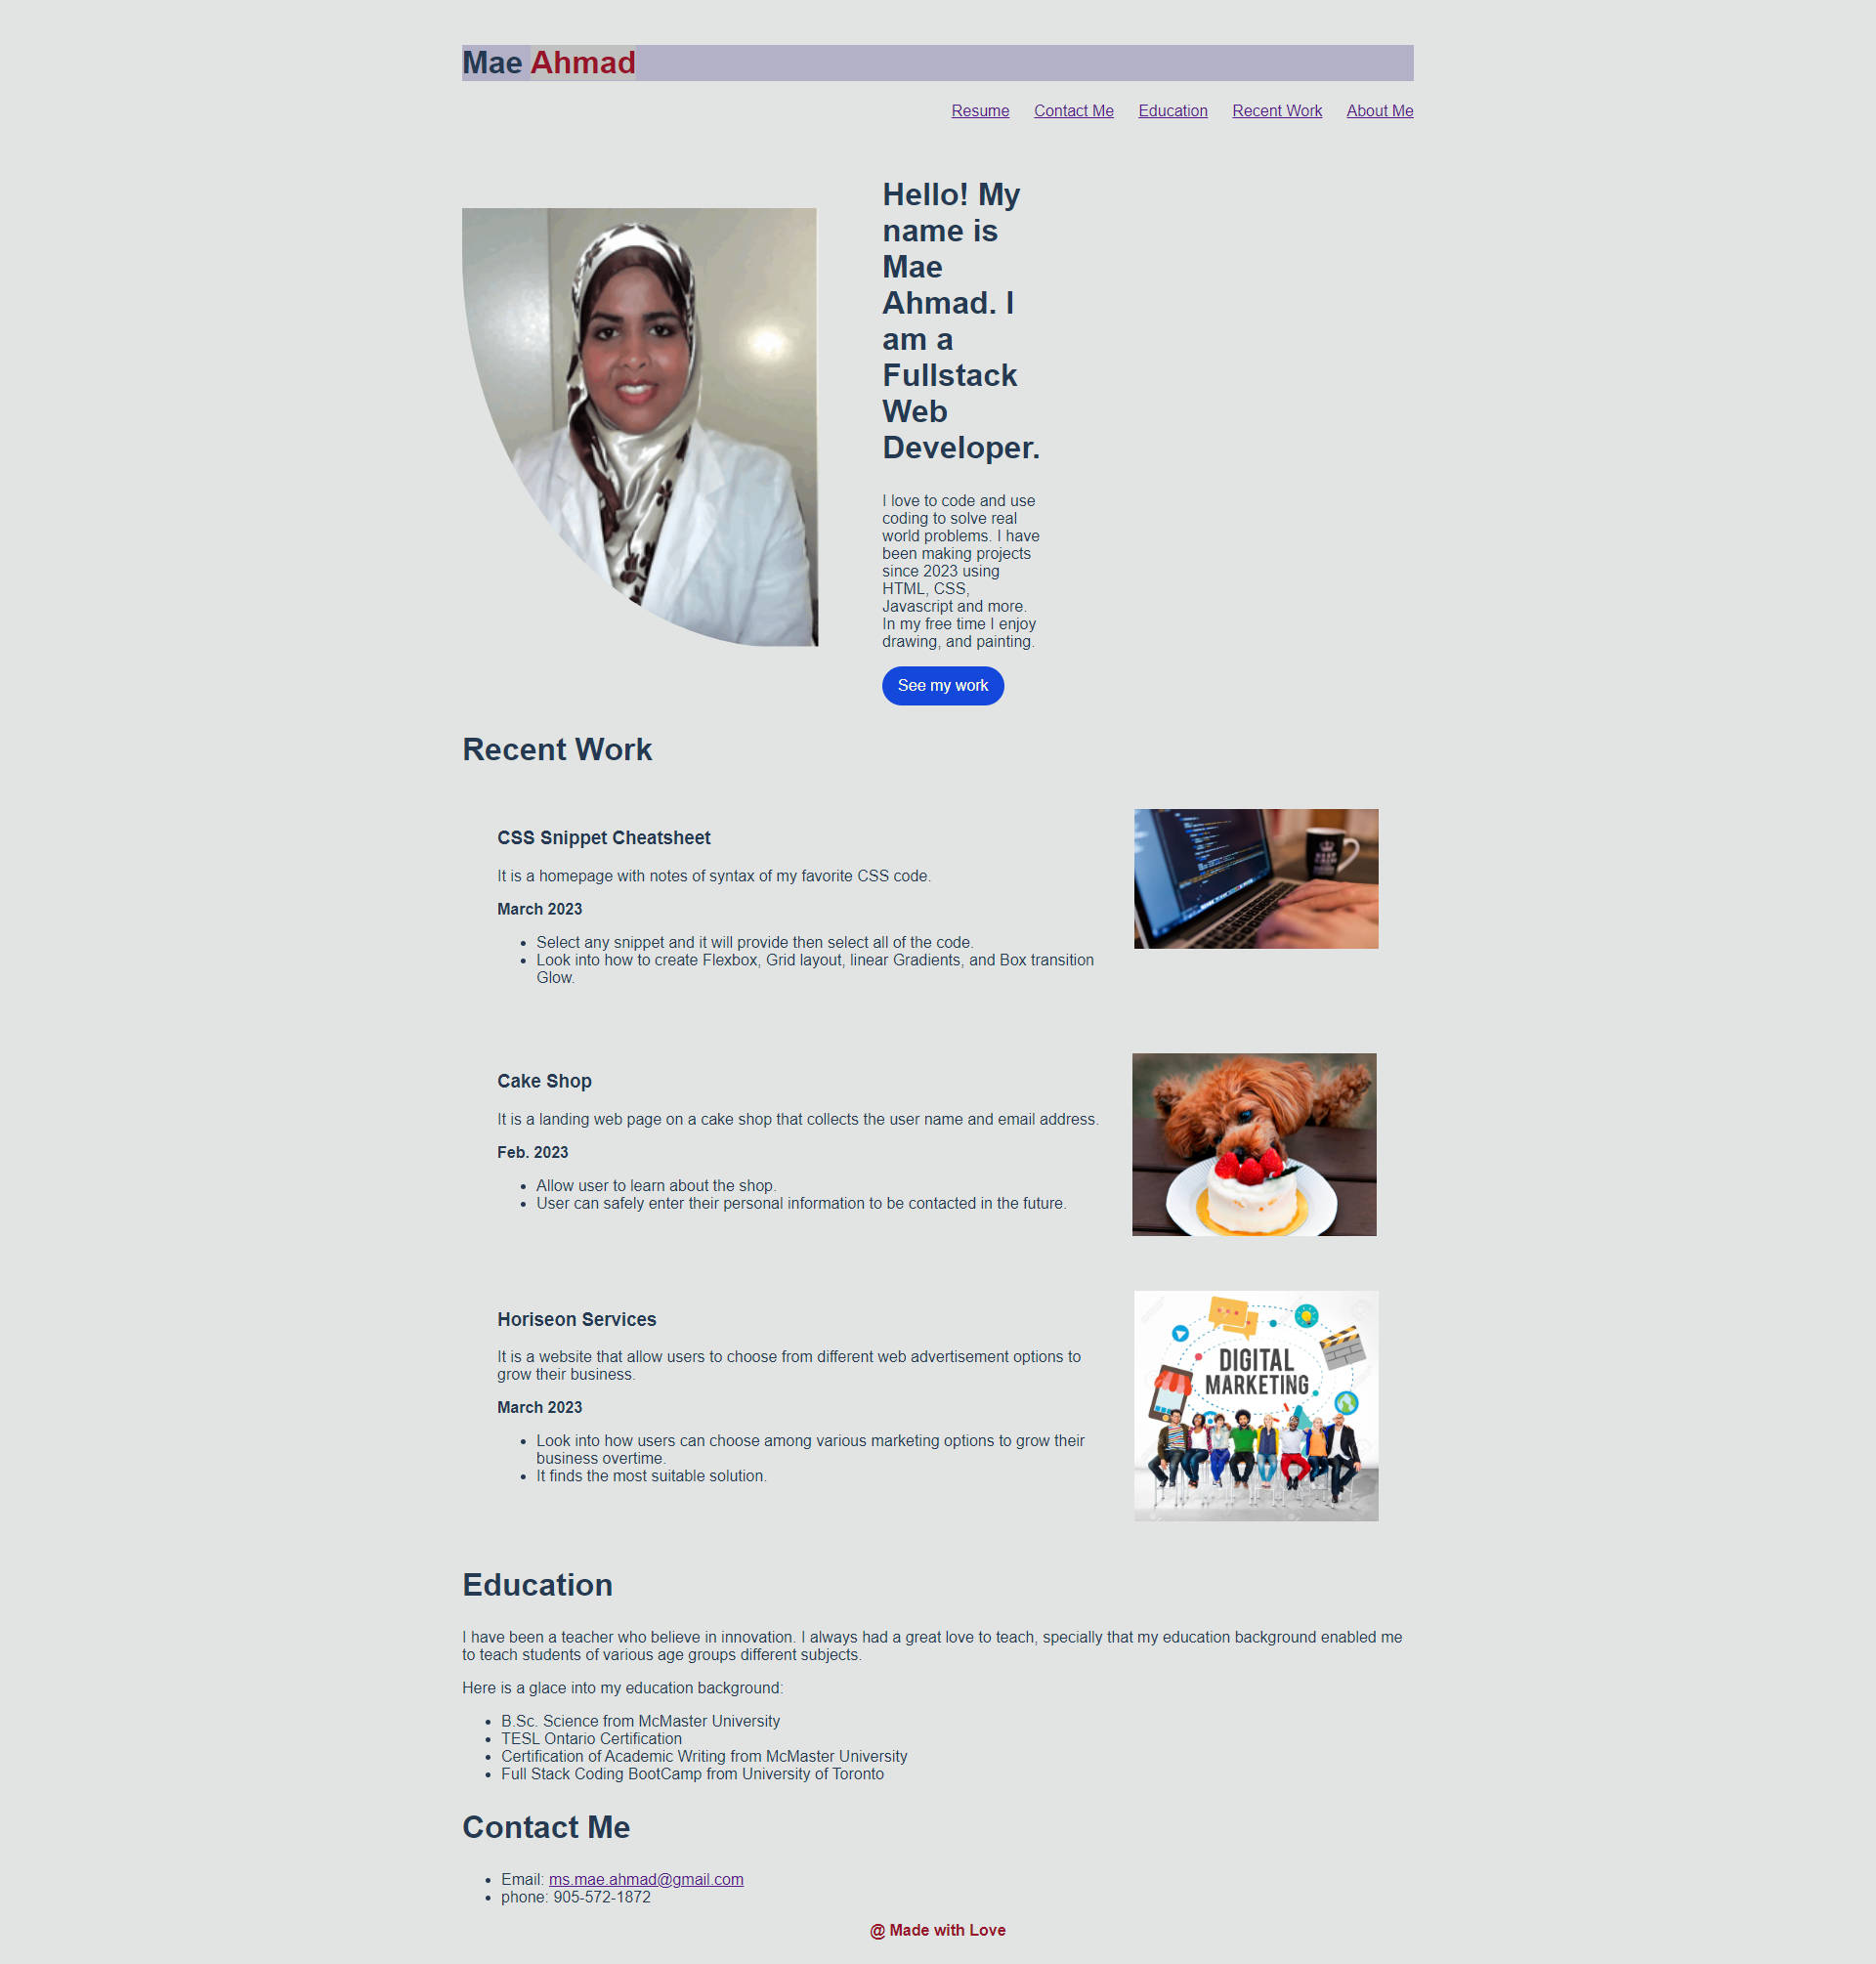 Mae Ahmad
Resume Contact Me Education Recent Work About Me
Hello! My
name is
Mae
Ahmad. I
am a
Fullstack
Web
Developer.
I love to code and use
coding to solve real
world problems. I have
been making projects
since 2023 using
HTML, CSS,
Javascript and more.
In my free time I enjoy
drawing, and painting.
See my work
Recent Work
CSS Snippet Cheatsheet
It is a homepage with notes of syntax of my favorite CSS code.
March 2023
• Select any snippet and it will provide then select all of the code.
• Look into how to create Flexbox, Grid layout, linear Gradients, and Box transition
Glow.
Cake Shop
It is a landing web page on a cake shop that collects the user name and email address.
Feb. 2023
• Allow user to learn about the shop.
• User can safely enter their personal information to be contacted in the future.
Horiseon Services
It is a website that allow users to choose from different web advertisement options to
grow their business.
March 2023
• Look into how users can choose among various marketing options to grow their
business overtime.
• It finds the most suitable solution.
DIGITAL
MARKETING
Education
I have been a teacher who believe in innovation. I always had a great love to teach, specially that my education background enabled me
to teach students of various age groups different subjects.
Here is a glace into my education background:
• B.Sc. Science from McMaster University
• TESL Ontario Certification
• Certification of Academic Writing from McMaster University
• Full Stack Coding BootCamp from University of Toronto
Contact Me
• Email: ms.mae.ahmad@gmail.com
• phone: 905-572-1872
@ Made with Love